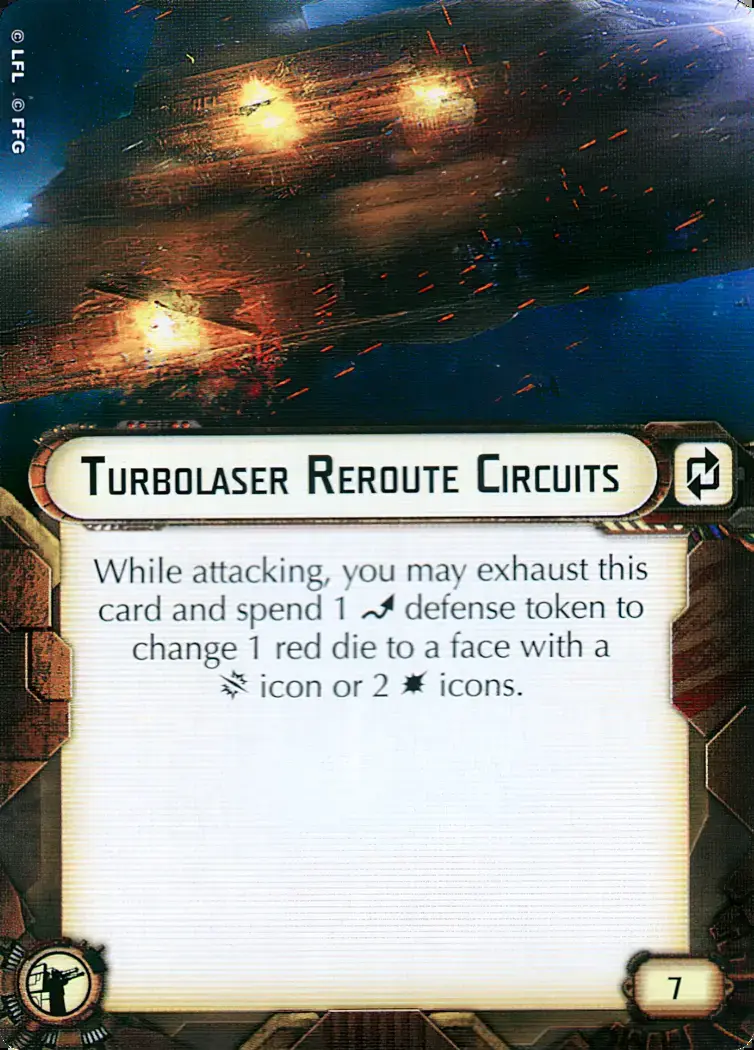 © LFL © FFG
Turbolaser Reroute Circuits
While attacking, you may exhaust this
card and spend 1 defense token to
change 1 red die to a face with a
icon or 2 icons.
7